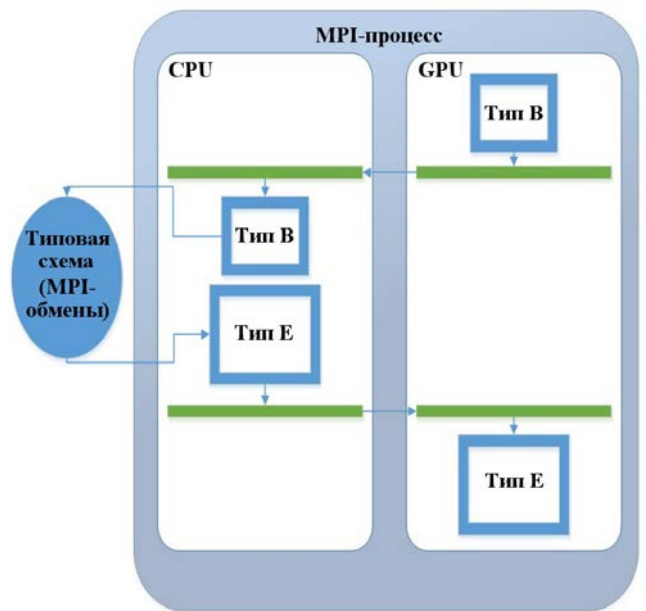 MPI-процесс
CPU
GPU
Тип B
Тип B
Типовая
схема
(MPI-
обмены)
Тип E
Тип E